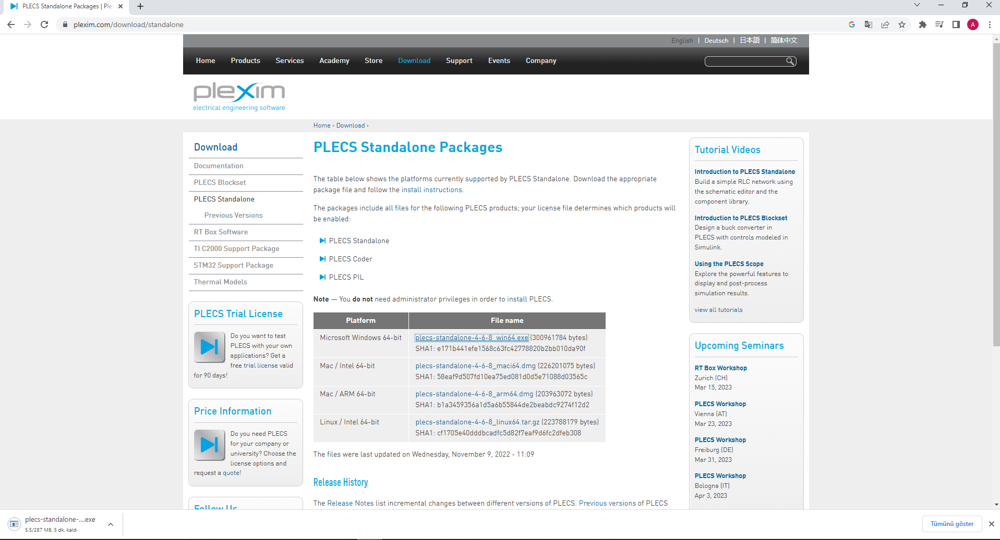 PLECS Standalone Packages | Ple
plexim.com/download/standalone
A
English | Deutsch | 日本語 | 简体中文
Home Products Services Academy Store Download Support Events Company
plexim
electrical engineering software
Home › Download ›
Download
Documentation
PLECS Blockset
PLECS Standalone
Previous Versions
RT Box Software
TI C2000 Support Package
STM32 Support Package
Thermal Models
PLECS Trial License
Do you want to test
PLECS with your own
applications? Get a
free trial license valid
for 90 days!
Price Information
Do you need PLECS
for your company or
university? Choose the
license options and
request a quote!
Follow Us
PLECS Standalone Packages
The table below shows the platforms currently supported by PLECS Standalone. Download the appropriate
package file and follow the install instructions.
The packages include all files for the following PLECS products; your license file determines which products will
be enabled:
PLECS Standalone
PLECS Coder
PLECS PIL
Note — You do not need administrator privileges in order to install PLECS.
Platform File name
Microsoft Windows 64-bit plecs-standalone-4-6-8_win64.exe (300961784 bytes)
SHA1: e171b441efe1568c63fc42778820b2bb010da90f
Mac / Intel 64-bit plecs-standalone-4-6-8_maci64.dmg (226201075 bytes)
SHA1: 58eaf9d507fd10ea75ed081d0d5e71088d03565c
Mac / ARM 64-bit plecs-standalone-4-6-8_arm64.dmg (203963072 bytes)
SHA1: b1a3459356a1d5a6b55844de2beabdc9274f12d2
Linux / Intel 64-bit plecs-standalone-4-6-8_linux64.tar.gz (223788179 bytes)
SHA1: cf1705e40dddbcadfc5d82f7eaf9d6fc2dfeb308
The files were last updated on Wednesday, November 9, 2022 - 11:09
Release History
The Release Notes list incremental changes between different versions of PLECS. Previous versions of PLECS
Tutorial Videos
Introduction to PLECS Standalone
Build a simple RLC network using
the schematic editor and the
component library.
Introduction to PLECS Blockset
Design a buck converter in
PLECS with controls modeled in
Simulink.
Using the PLECS Scope
Explore the powerful features to
display and post-process
simulation results.
view all tutorials
Upcoming Seminars
RT Box Workshop
Zurich (CH)
Mar 15, 2023
PLECS Workshop
Vienna (AT)
Mar 23, 2023
PLECS Workshop
Freiburg (DE)
Mar 31, 2023
PLECS Workshop
Bologna (IT)
Apr 3, 2023
plecs-standalone-....exe
5,5/287 MB, 5 dk. kaldı
Tümünü göster